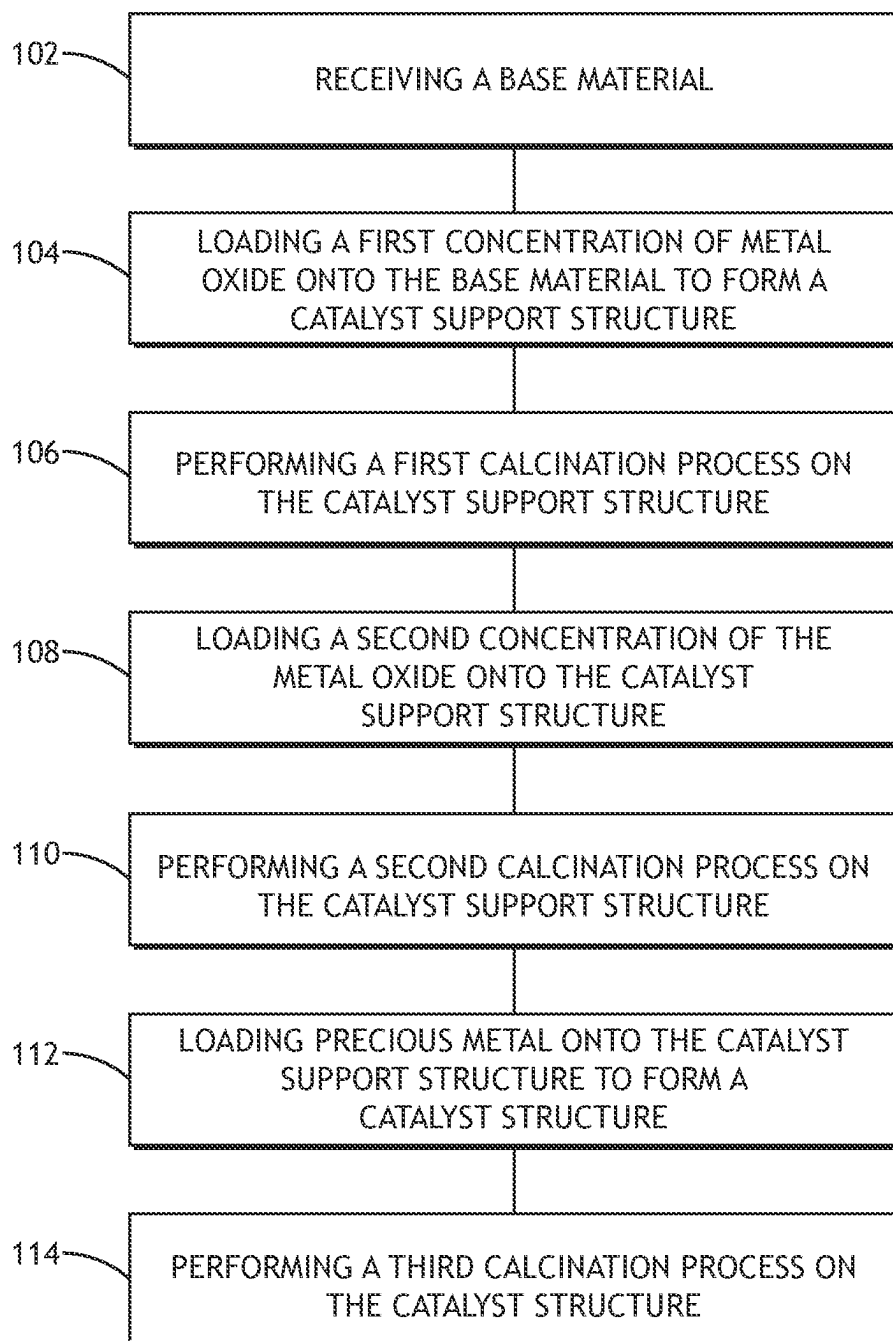 102
RECEIVING A BASE MATERIAL
104
LOADING A FIRST CONCENTRATION OF METAL
OXIDE ONTO THE BASE MATERIAL TO FORM A
CATALYST SUPPORT STRUCTURE
106
PERFORMING A FIRST CALCINATION PROCESS ON
THE CATALYST SUPPORT STRUCTURE
108
LOADING A SECOND CONCENTRATION OF THE
METAL OXIDE ONTO THE CATALYST
SUPPORT STRUCTURE
110
PERFORMING A SECOND CALCINATION PROCESS ON
THE CATALYST SUPPORT STRUCTURE
112
LOADING PRECIOUS METAL ONTO THE CATALYST
SUPPORT STRUCTURE TO FORM A
CATALYST STRUCTURE
114
PERFORMING A THIRD CALCINATION PROCESS ON
THE CATALYST STRUCTURE